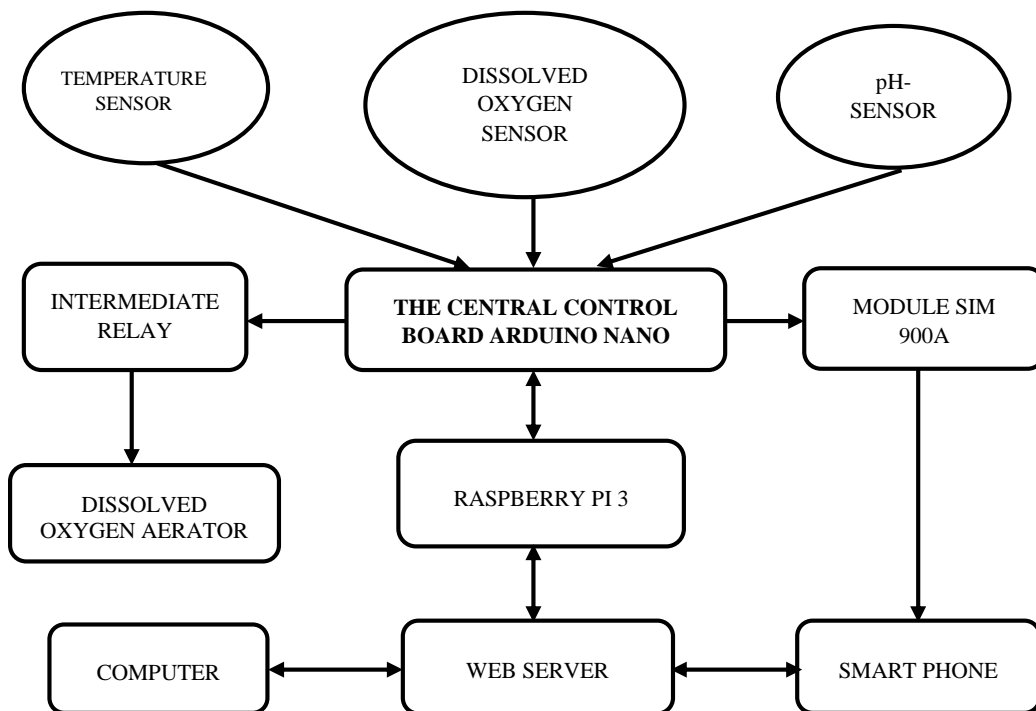 TEMPERATURE
SENSOR
DISSOLVED
OXYGEN
SENSOR
pH-
SENSOR
INTERMEDIATE
RELAY
THE CENTRAL CONTROL
BOARD ARDUINO NANO
MODULE SIM
900A
DISSOLVED
OXYGEN AERATOR
RASPBERRY PI 3
COMPUTER
WEB SERVER
SMART PHONE